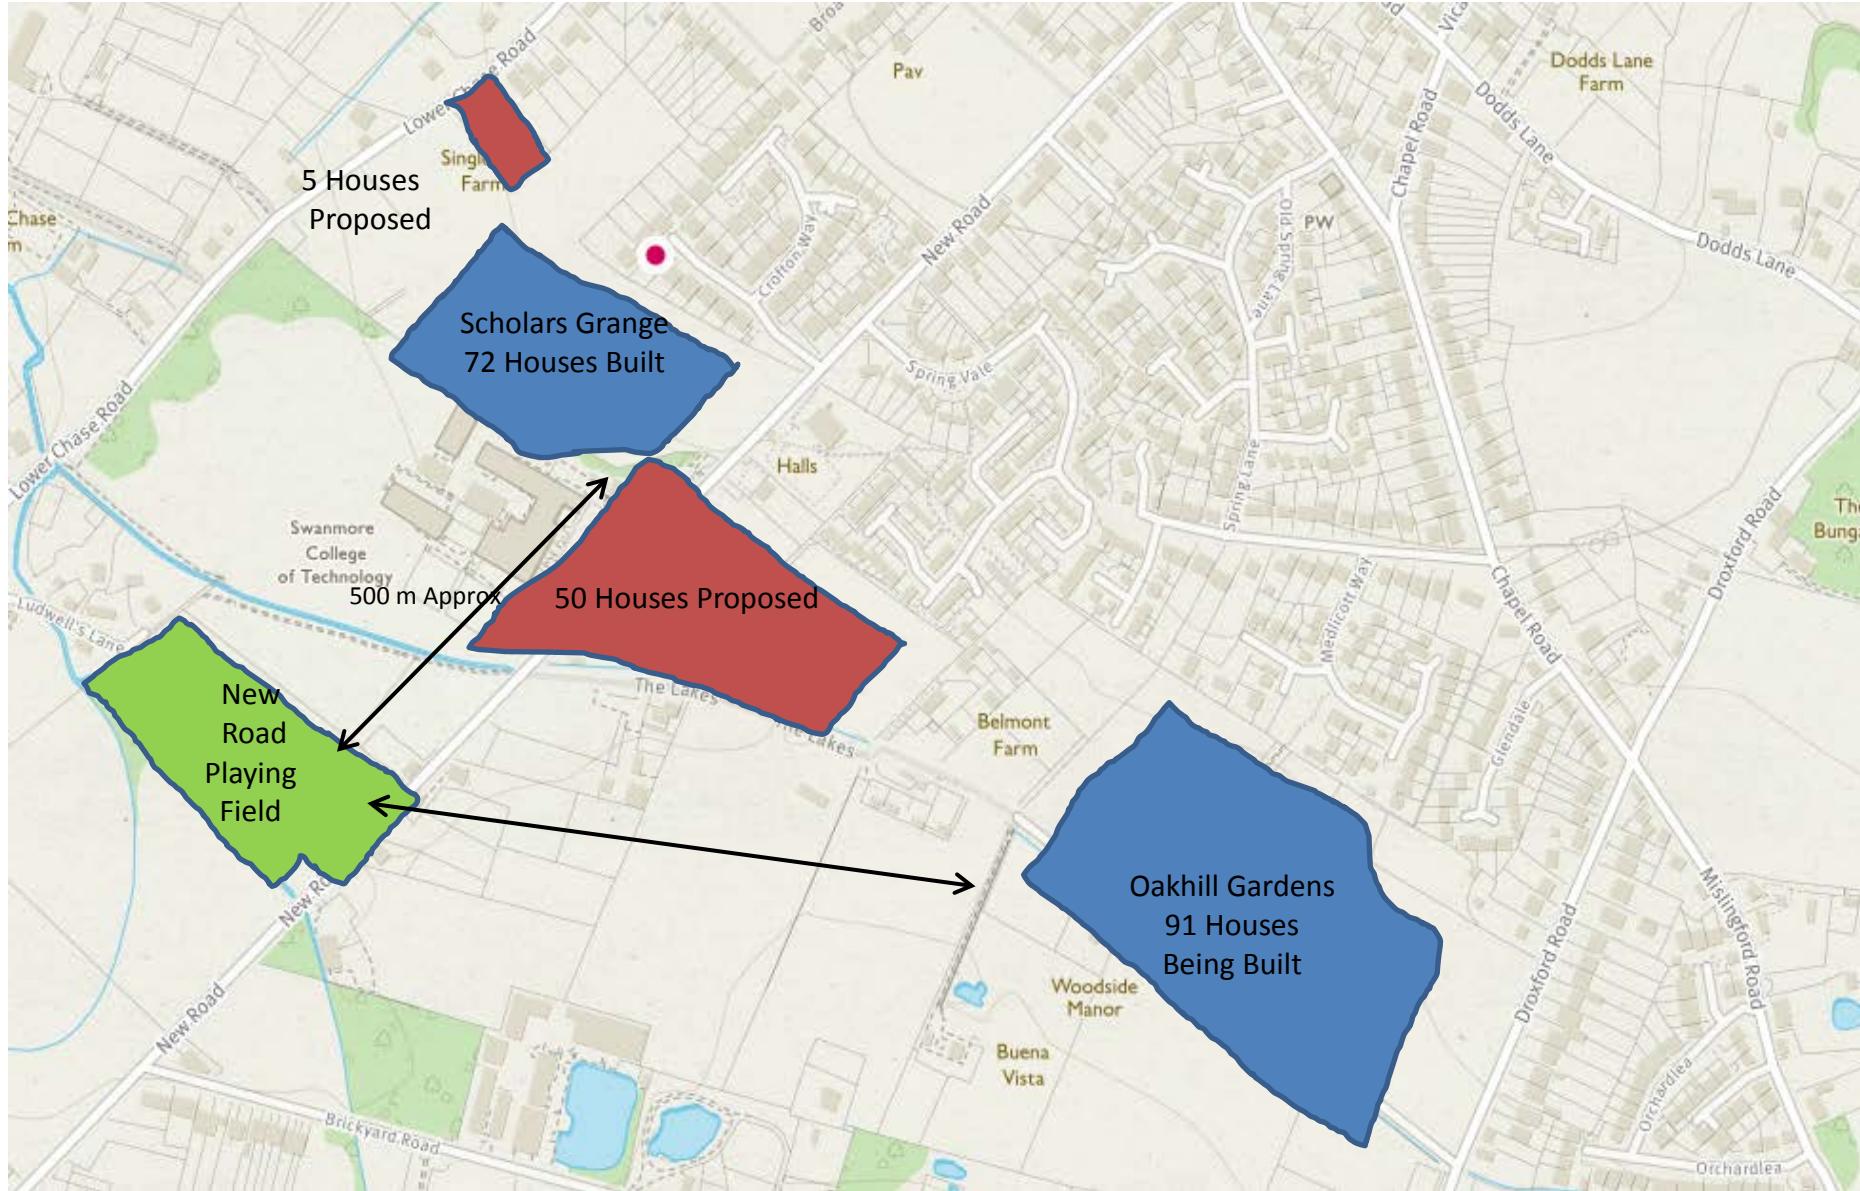 Lower Chase Road
Pav
Dodds Lane
Farm
Dodds Lane
Chapel Road
Farm
5 Houses
Proposed
Chase
New Road
Crofton Way
Old Spring Lane
PW
Dodds Lane
Scholars Grange
72 Houses Built
Spring Vale
Lower Chase Road
Halls
Spring Lane
Swanmore
College
of Technology
500 m Approx
50 Houses Proposed
Droxford Road
Chapel Road
Medlicott Way
Ludwell's Lane
New
Road
Playing
Field
The Lakes
The Lakes
Belmont
Farm
Glendale
Oakhill Gardens
91 Houses
Being Built
Mislingford Road
Droxford Road
Woodside
Manor
Buena
Vista
New Road
Brickyard Road
Orchardlea
Orchardlea